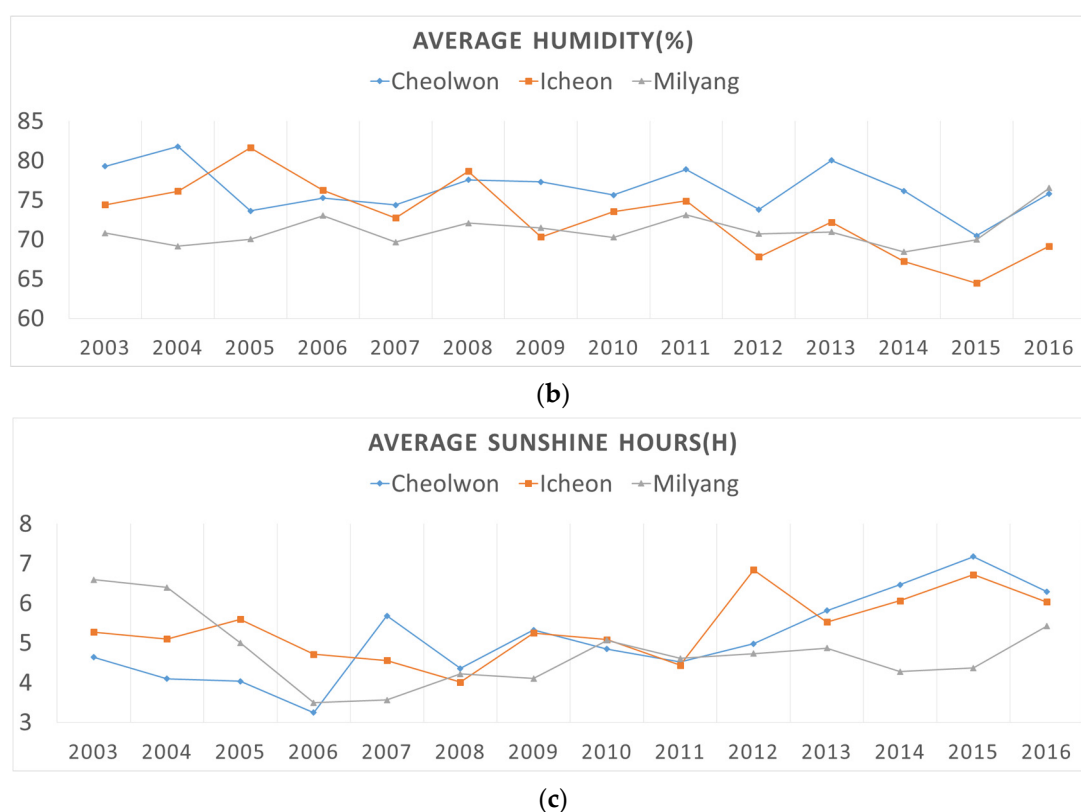 AVERAGE HUMIDITY(%)
Cheolwon Icheon Milyang
85
80
75
70
65
60
2003 2004 2005 2006 2007 2008 2009 2010 2011 2012 2013 2014 2015 2016
(b)
AVERAGE SUNSHINE HOURS(H)
Cheolwon Icheon Milyang
8
7
6
5
4
3
2003 2004 2005 2006 2007 2008 2009 2010 2011 2012 2013 2014 2015 2016
(c)